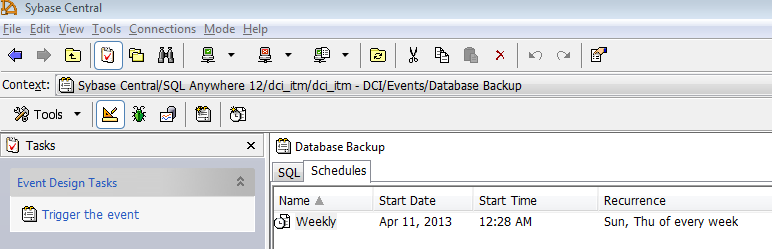 Sybase Central
File Edit View Tools Connections Mode Help
Context: Sybase Central/SQL Anywhere 12/dci_itm/dci_itm - DCI/Events/Database Backup
Tools
Tasks
Database Backup
SQL Schedules
Event Design Tasks
Name Start Date Start Time Recurrence
Trigger the event
Weekly Apr 11, 2013 12:28 AM Sun, Thu of every week